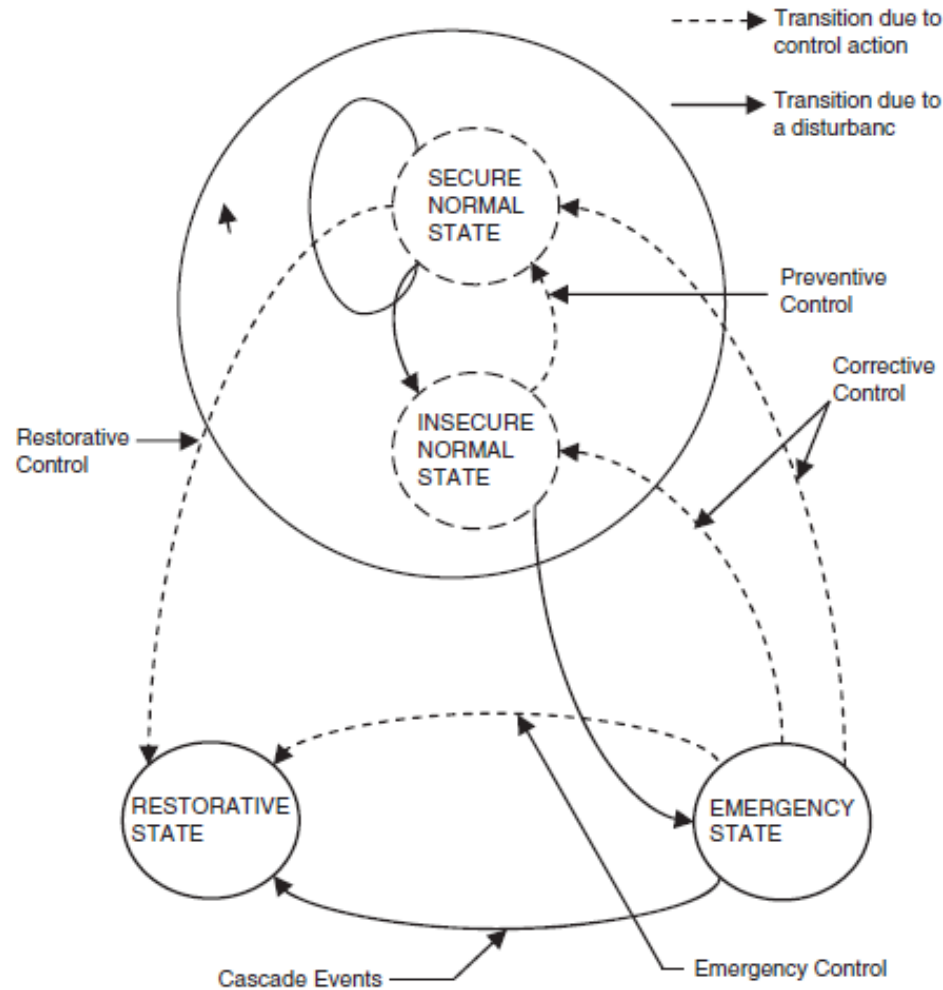 Transition due to
control action
Transition due to
a disturbanc
SECURE
NORMAL
STATE
Preventive
Control
Corrective
Control
INSECURE
NORMAL
STATE
Restorative
Control
RESTORATIVE
STATE
EMERGENCY
STATE
Cascade Events
Emergency Control